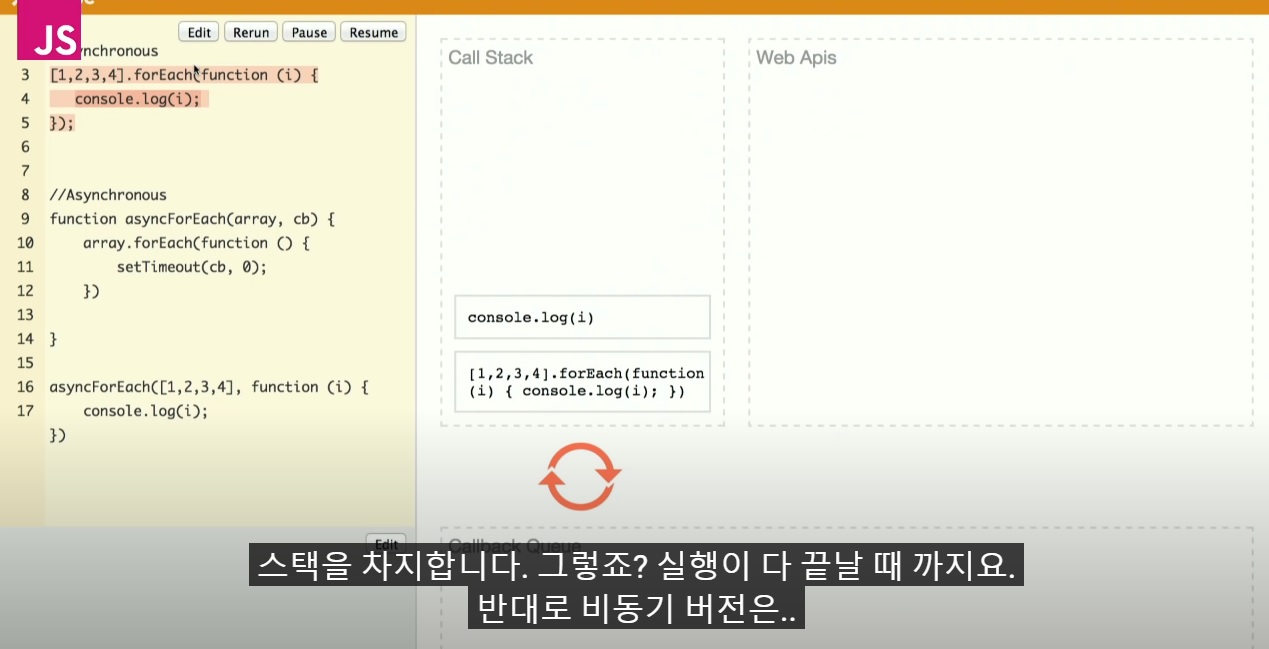 JS
Edit
Rerun
Pause
Resume
nchronous
3 [1,2,3,4].forEach(function (i) {
4 console.log(i);
5 });
6
7
8 //Asynchronous
9 function asyncForEach(array, cb) {
10 array.forEach(function () {
11 setTimeout(cb, 0);
12 })
13
14 }
15
16 asyncForEach([1,2,3,4], function (i) {
17 console.log(i);
})
Edit
Call Stack
console.log(i)
[1,2,3,4].forEach(function
(i) { console.log(i); })
Web Apis
Callback Queue
스택을 차지합니다. 그렇죠? 실행이 다 끝날 때 까지요.
반대로 비동기 버전은..